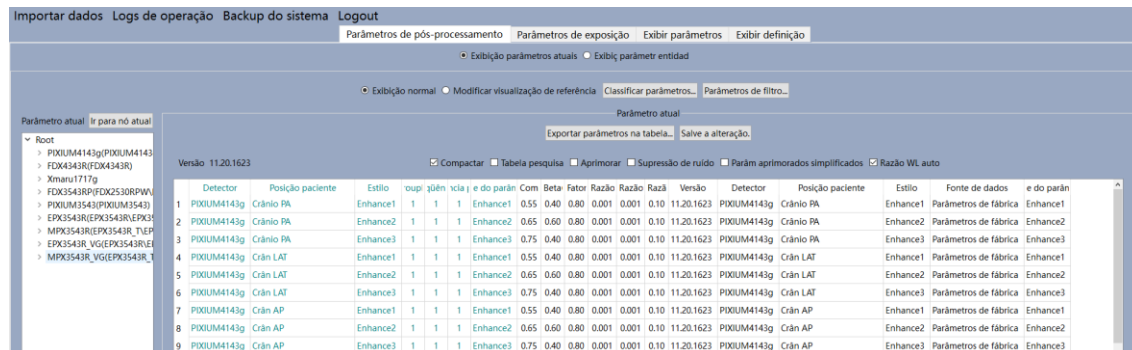 Importar dados Logs de operação Backup do sistema Logout
Parâmetros de pós-processamento Parâmetros de exposição Exibir parâmetros Exibir definição
Exibição parâmetros atuais Exibiç parâmetr entidad
Exibição normal Modificar visualização de referência Classificar parâmetros... Parâmetros de filtro...
Parâmetro atual Ir para nó atual
Root
PIXIUM4143g(PIXIUM4143
FDX4343R(FDX4343R)
Xmaru1717g
FDX3543RP(FDX2530RPW\
PIXIUM3543(PIXIUM3543)
EPX3543R(EPX3543R\EPX35
MPX3543R(EPX3543R_T\EP
EPX3543R_VG(EPX3543R\EI
MPX3543R_VG(EPX3543R_T
Parâmetro atual
Exportar parâmetros na tabela... Salve a alteração.
Versão 11.20.1623 Compactar Tabela pesquisa Aprimorar Supressão de ruído Parâm aprimorados simplificados Razão WL auto
Detector Posição paciente Estilo e do parân Com Beta Fator Razão Razão Razã Versão Detector Posição paciente Estilo Fonte de dados e do parân
1 PIXIUM4143g Crânio PA Enhance1 1 1 1 Enhance1 0.55 0.40 0.80 0.001 0.001 0.10 11.20.1623 PIXIUM4143g Crânio PA Enhance1 Parâmetros de fábrica Enhance1
2 PIXIUM4143g Crânio PA Enhance2 1 1 1 Enhance2 0.65 0.60 0.80 0.001 0.001 0.10 11.20.1623 PIXIUM4143g Crânio PA Enhance2 Parâmetros de fábrica Enhance2
3 PIXIUM4143g Crânio PA Enhance3 1 1 1 Enhance3 0.75 0.40 0.80 0.001 0.001 0.10 11.20.1623 PIXIUM4143g Crânio PA Enhance3 Parâmetros de fábrica Enhance3
4 PIXIUM4143g Crân LAT Enhance1 1 1 1 Enhance1 0.55 0.40 0.80 0.001 0.001 0.10 11.20.1623 PIXIUM4143g Crân LAT Enhance1 Parâmetros de fábrica Enhance1
5 PIXIUM4143g Crân LAT Enhance2 1 1 1 Enhance2 0.65 0.60 0.80 0.001 0.001 0.10 11.20.1623 PIXIUM4143g Crân LAT Enhance2 Parâmetros de fábrica Enhance2
6 PIXIUM4143g Crân LAT Enhance3 1 1 1 Enhance3 0.75 0.40 0.80 0.001 0.001 0.10 11.20.1623 PIXIUM4143g Crân LAT Enhance3 Parâmetros de fábrica Enhance3
7 PIXIUM4143g Crân AP Enhance1 1 1 1 Enhance1 0.55 0.40 0.80 0.001 0.001 0.10 11.20.1623 PIXIUM4143g Crân AP Enhance1 Parâmetros de fábrica Enhance1
8 PIXIUM4143g Crân AP Enhance2 1 1 1 Enhance2 0.65 0.60 0.80 0.001 0.001 0.10 11.20.1623 PIXIUM4143g Crân AP Enhance2 Parâmetros de fábrica Enhance2
9 PIXIUM4143g Crân AP Enhance3 1 1 1 Enhance3 0.75 0.40 0.80 0.001 0.001 0.10 11.20.1623 PIXIUM4143g Crân AP Enhance3 Parâmetros de fábrica Enhance3